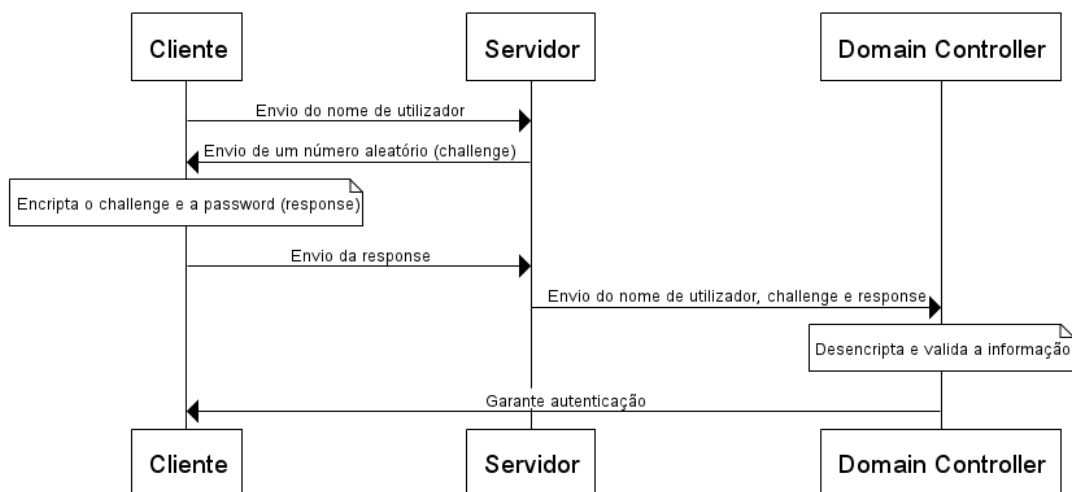 Cliente
Servidor
Domain Controller
Envio do nome de utilizador
Envio de um número aleatório (challenge)
Encripta o challenge e a password (response)
Envio da response
Envio do nome de utilizador, challenge e response
Desencripta e valida a informação
Garante autenticação
Cliente
Servidor
Domain Controller